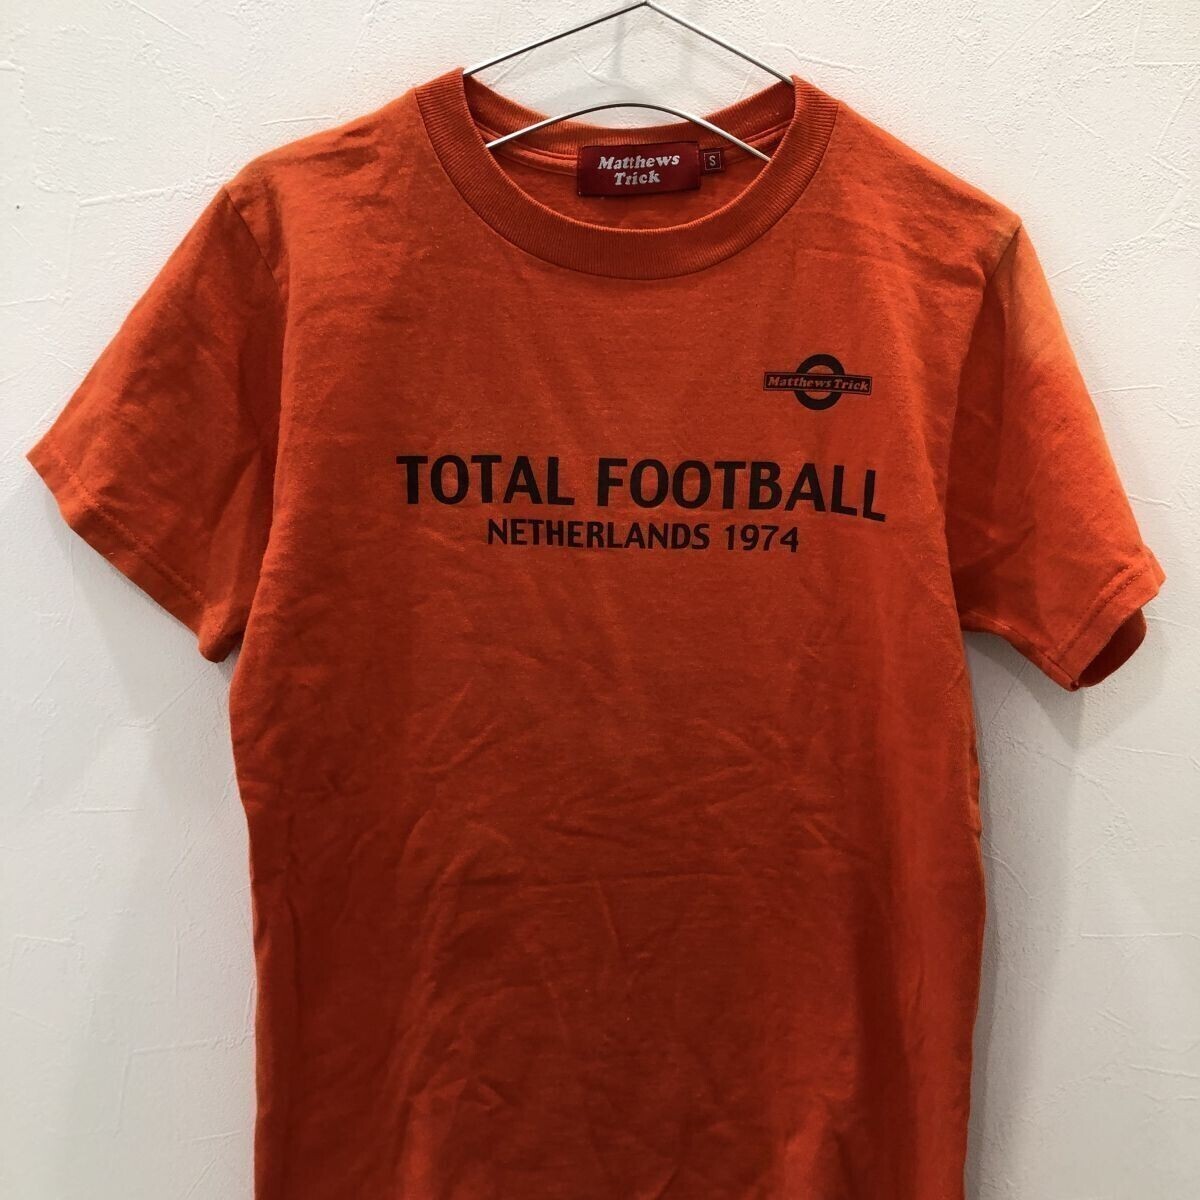 Matthews
Trick
S
Matthews Trick
TOTAL FOOTBALL
NETHERLANDS 1974